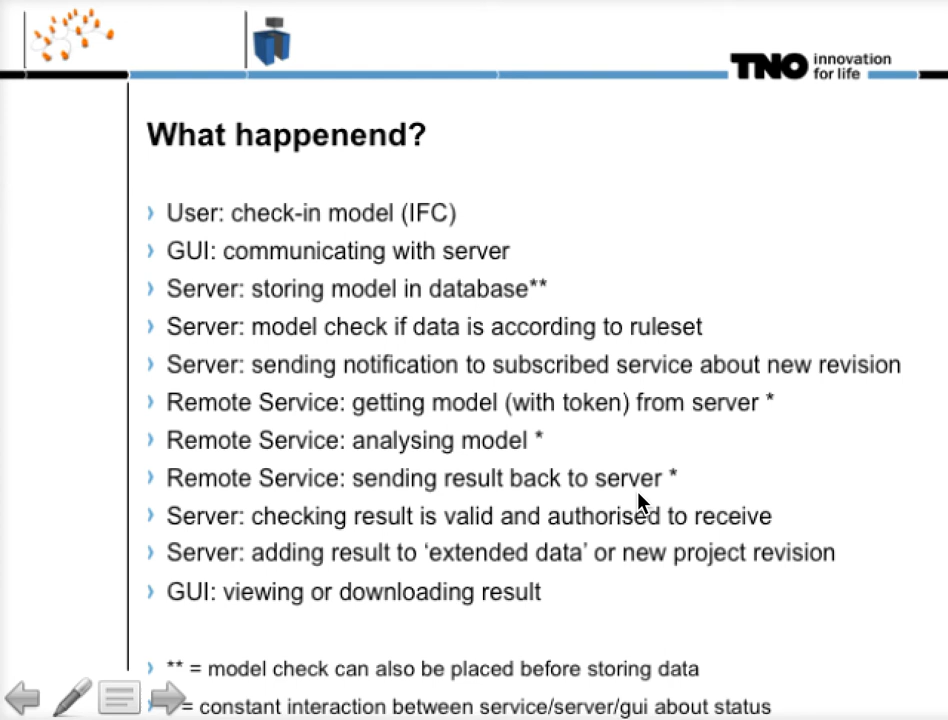 TNO innovation
for life
What happenend?
› User: check-in model (IFC)
› GUI: communicating with server
› Server: storing model in database**
› Server: model check if data is according to ruleset
› Server: sending notification to subscribed service about new revision
› Remote Service: getting model (with token) from server *
› Remote Service: analysing model *
› Remote Service: sending result back to server *
› Server: checking result is valid and authorised to receive
› Server: adding result to ‘extended data’ or new project revision
› GUI: viewing or downloading result
› ** = model check can also be placed before storing data
= constant interaction between service/server/gui about status